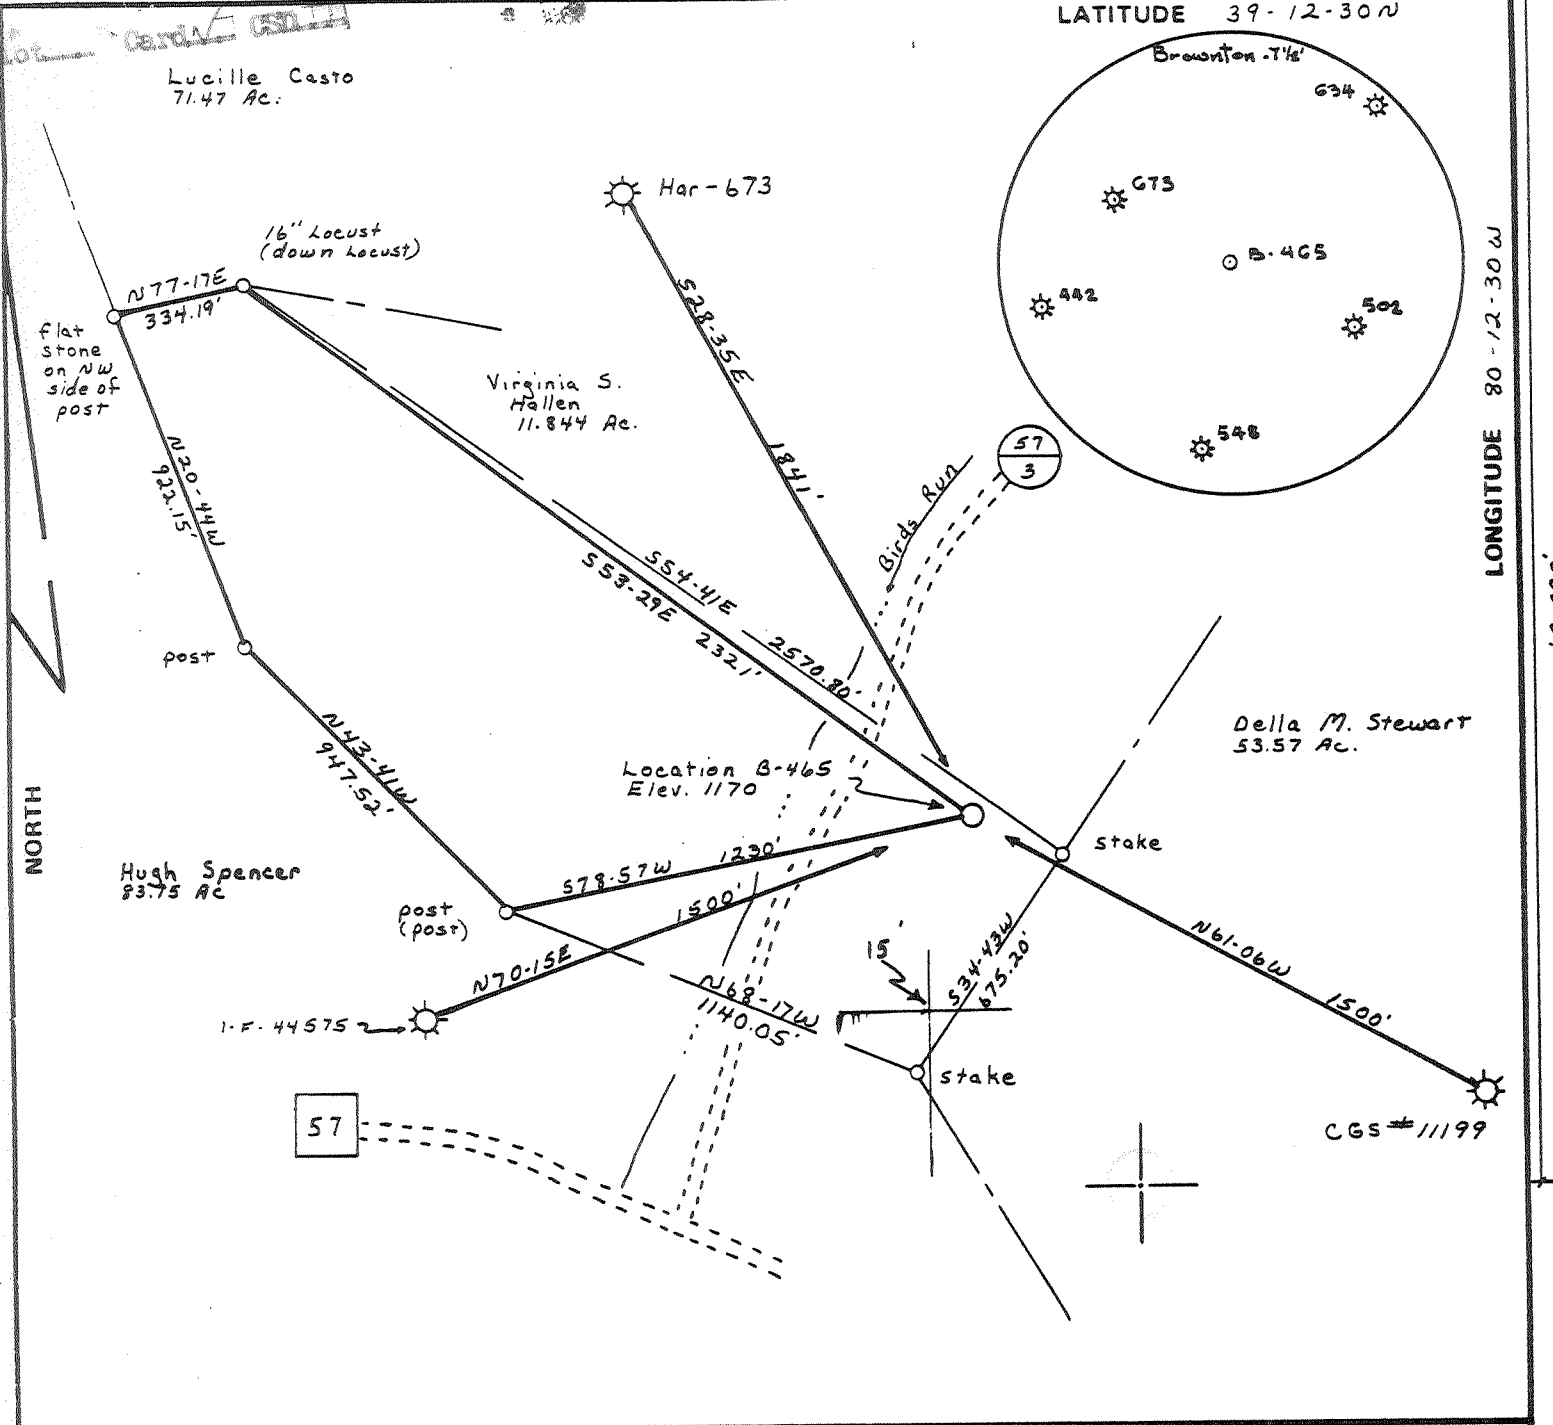 Card
LATITUDE 39-12-30 N
Brownton-7½'
634
673
B-465
442
502
548
LONGITUDE 80-12-30 W
Lucille Casto
71.47 Ac.
Har-673
16" Locust
(down Locust)
N77-17E
334.19'
flat
stone
on NW
side of
post
Virginia S.
Hallen
11.844 Ac.
S28-35E
1841'
57
3
Birds Run
N20-44W
922.15'
S54-41E
2570.80'
S53-29E 2321'
post
Della M. Stewart
53.57 Ac.
Location B-465
Elev. 1170
N43-41W
947.52'
NORTH
stake
Hugh Spencer
83.75 AC
S78-57W 1230'
post
(post)
1500'
N70-15E
15
S34-43W
675.20'
N61-06W 1500'
N68-17W
1140.05'
1-F-44575
stake
57
CGS #11199